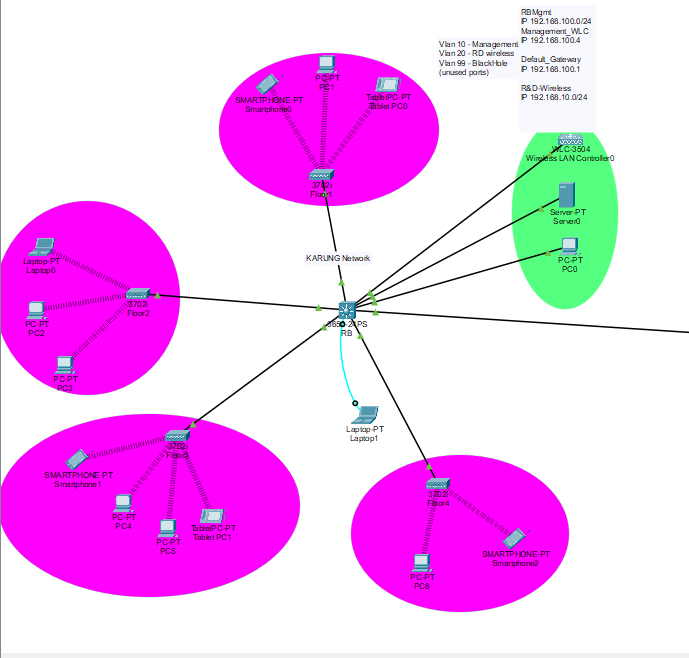 RBMgmt
IP 192.168.100.0/24
Management_WLC
IP 192.168.100.4
Default_Gateway
IP 192.168.100.1
R&D-Wireless
IP 192.168.10.0/24
Vlan 10 - Management
Vlan 20 - RD wireless
Vlan 99 - BlackHole
(unused ports)
PC-PT
PC1
SMARTPHONE-PT
Smartphone0
TabletPC-PT
Tablet PC0
3702i
Floor1
WLC-3504
Wireless LAN Controller0
Server-PT
Server0
PC-PT
PC0
KARUNG Network
Laptop-PT
Laptop0
3702i
Floor2
PC-PT
PC2
PC-PT
PC3
3650-24PS
RB
Laptop-PT
Laptop1
3702i
SMARTPHONE-PT
Smartphone1
PC-PT
PC4
PC-PT
PC5
TabletPC-PT
Tablet PC1
3702i
Floor4
SMARTPHONE-PT
Smartphone2
PC-PT
PC6